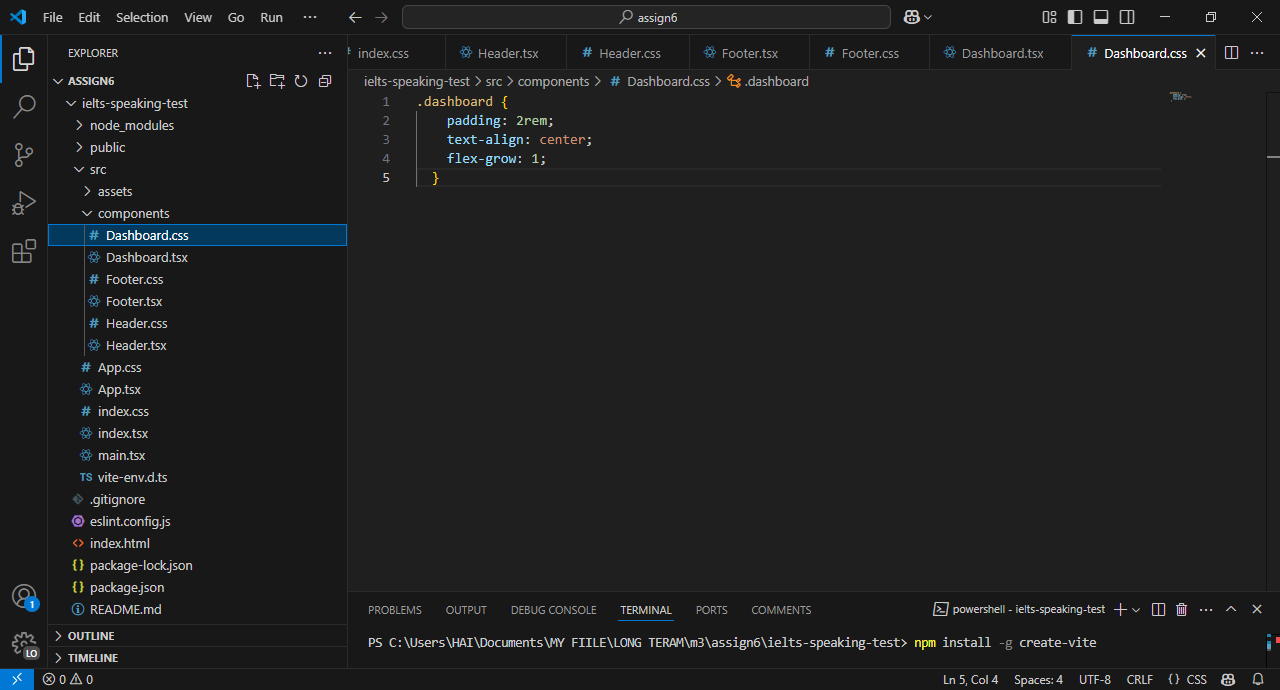 File Edit Selection View Go Run ··· assign6
EXPLORER ···
ASSIGN6
ielts-speaking-test
node_modules
public
src
assets
components
# Dashboard.css
Dashboard.tsx
# Footer.css
Footer.tsx
# Header.css
Header.tsx
# App.css
App.tsx
# index.css
index.tsx
main.tsx
TS vite-env.d.ts
.gitignore
eslint.config.js
<> index.html
{} package-lock.json
{} package.json
README.md
OUTLINE
TIMELINE
1
LO
index.css Header.tsx # Header.css Footer.tsx # Footer.css Dashboard.tsx # Dashboard.css ···
ielts-speaking-test > src > components > # Dashboard.css > .dashboard
1 .dashboard {
2 padding: 2rem;
3 text-align: center;
4 flex-grow: 1;
5 }
PROBLEMS OUTPUT DEBUG CONSOLE TERMINAL PORTS COMMENTS powershell - ielts-speaking-test ···
PS C:\Users\HAI\Documents\MY FIILE\LONG TERAM\m3\assign6\ielts-speaking-test> npm install -g create-vite
0 0 Ln 5, Col 4 Spaces: 4 UTF-8 CRLF {} CSS